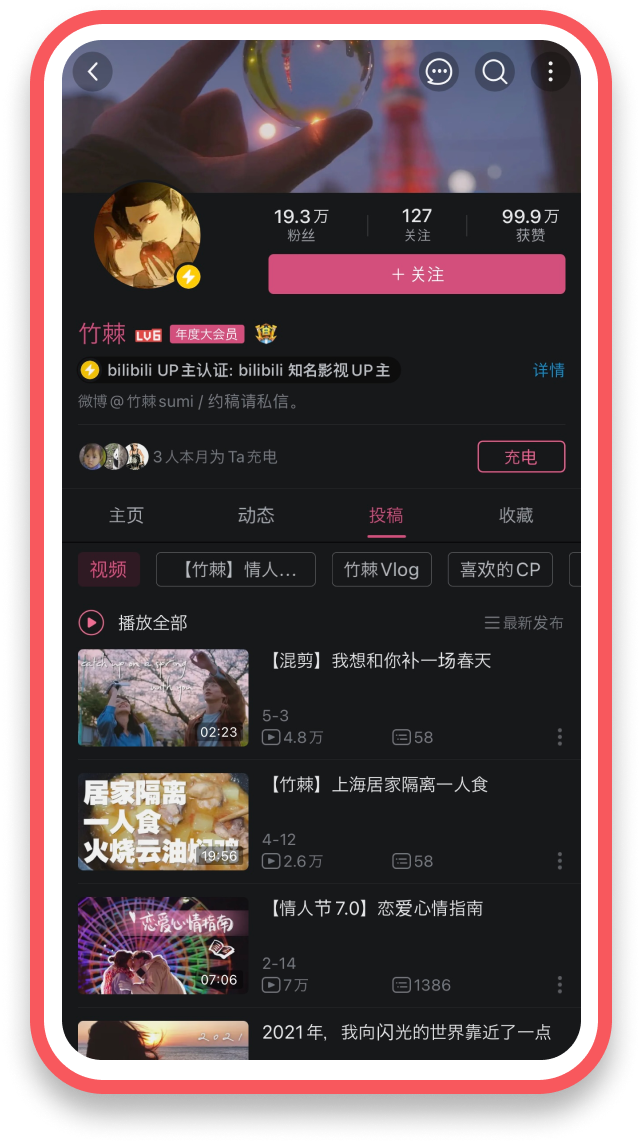 19.3万
127
99.9万
粉丝
关注
获赞
+ 关注
竹棘 LV6 年度大会员
bilibili UP主认证: bilibili 知名影视UP主
详情
微博@竹棘sumi / 约稿请私信。
3人本月为Ta充电
充电
主页
动态
投稿
收藏
视频
【竹棘】情人...
竹棘Vlog
喜欢的CP
播放全部
最新发布
catch up on a spring
with you
02:23
【混剪】我想和你补一场春天
5-3
4.8万
58
居家隔离
一人食
火烧云油
19:56
【竹棘】上海居家隔离一人食
4-12
2.6万
58
恋爱心情指南
07:06
【情人节7.0】恋爱心情指南
2-14
7万
1386
2021
2021年，我向闪光的世界靠近了一点